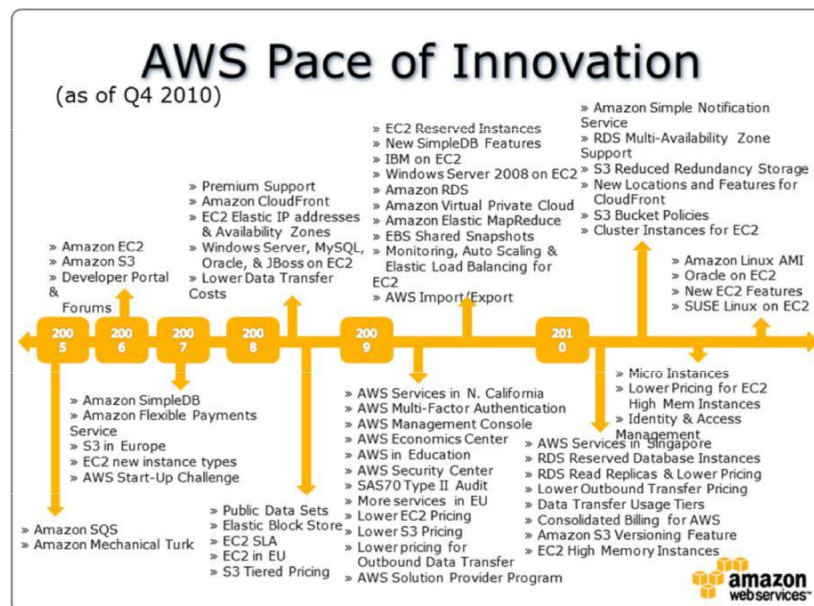 AWS Pace of Innovation
(as of Q4 2010)
» Amazon EC2
» Amazon S3
» Developer Portal
&
Forums
» Premium Support
» Amazon CloudFront
» EC2 Elastic IP addresses
& Availability Zones
» Windows Server, MySQL,
Oracle, & JBoss on EC2
» Lower Data Transfer
Costs
» EC2 Reserved Instances
» New SimpleDB Features
» IBM on EC2
» Windows Server 2008 on EC2
» Amazon RDS
» Amazon Virtual Private Cloud
» Amazon Elastic MapReduce
» EBS Shared Snapshots
» Monitoring, Auto Scaling &
Elastic Load Balancing for
EC2
» AWS Import/Export
» Amazon Simple Notification
Service
» RDS Multi-Availability Zone
Support
» S3 Reduced Redundancy Storage
» New Locations and Features for
CloudFront
» S3 Bucket Policies
» Cluster Instances for EC2
» Amazon Linux AMI
» Oracle on EC2
» New EC2 Features
» SUSE Linux on EC2
200
5
200
6
200
7
200
8
200
9
201
0
» Amazon SQS
» Amazon Mechanical Turk
» Amazon SimpleDB
» Amazon Flexible Payments
Service
» S3 in Europe
» EC2 new instance types
» AWS Start-Up Challenge
» Public Data Sets
» Elastic Block Store
» EC2 SLA
» EC2 in EU
» S3 Tiered Pricing
» AWS Services in N. California
» AWS Multi-Factor Authentication
» AWS Management Console
» AWS Economics Center
» AWS in Education
» AWS Security Center
» SAS70 Type II Audit
» More services in EU
» Lower EC2 Pricing
» Lower S3 Pricing
» Lower pricing for
Outbound Data Transfer
» AWS Solution Provider Program
» Micro Instances
» Lower Pricing for EC2
High Mem Instances
» Identity & Access
Management
» AWS Services in Singapore
» RDS Reserved Database Instances
» RDS Read Replicas & Lower Pricing
» Lower Outbound Transfer Pricing
» Data Transfer Usage Tiers
» Consolidated Billing for AWS
» Amazon S3 Versioning Feature
» EC2 High Memory Instances
amazon
web services™